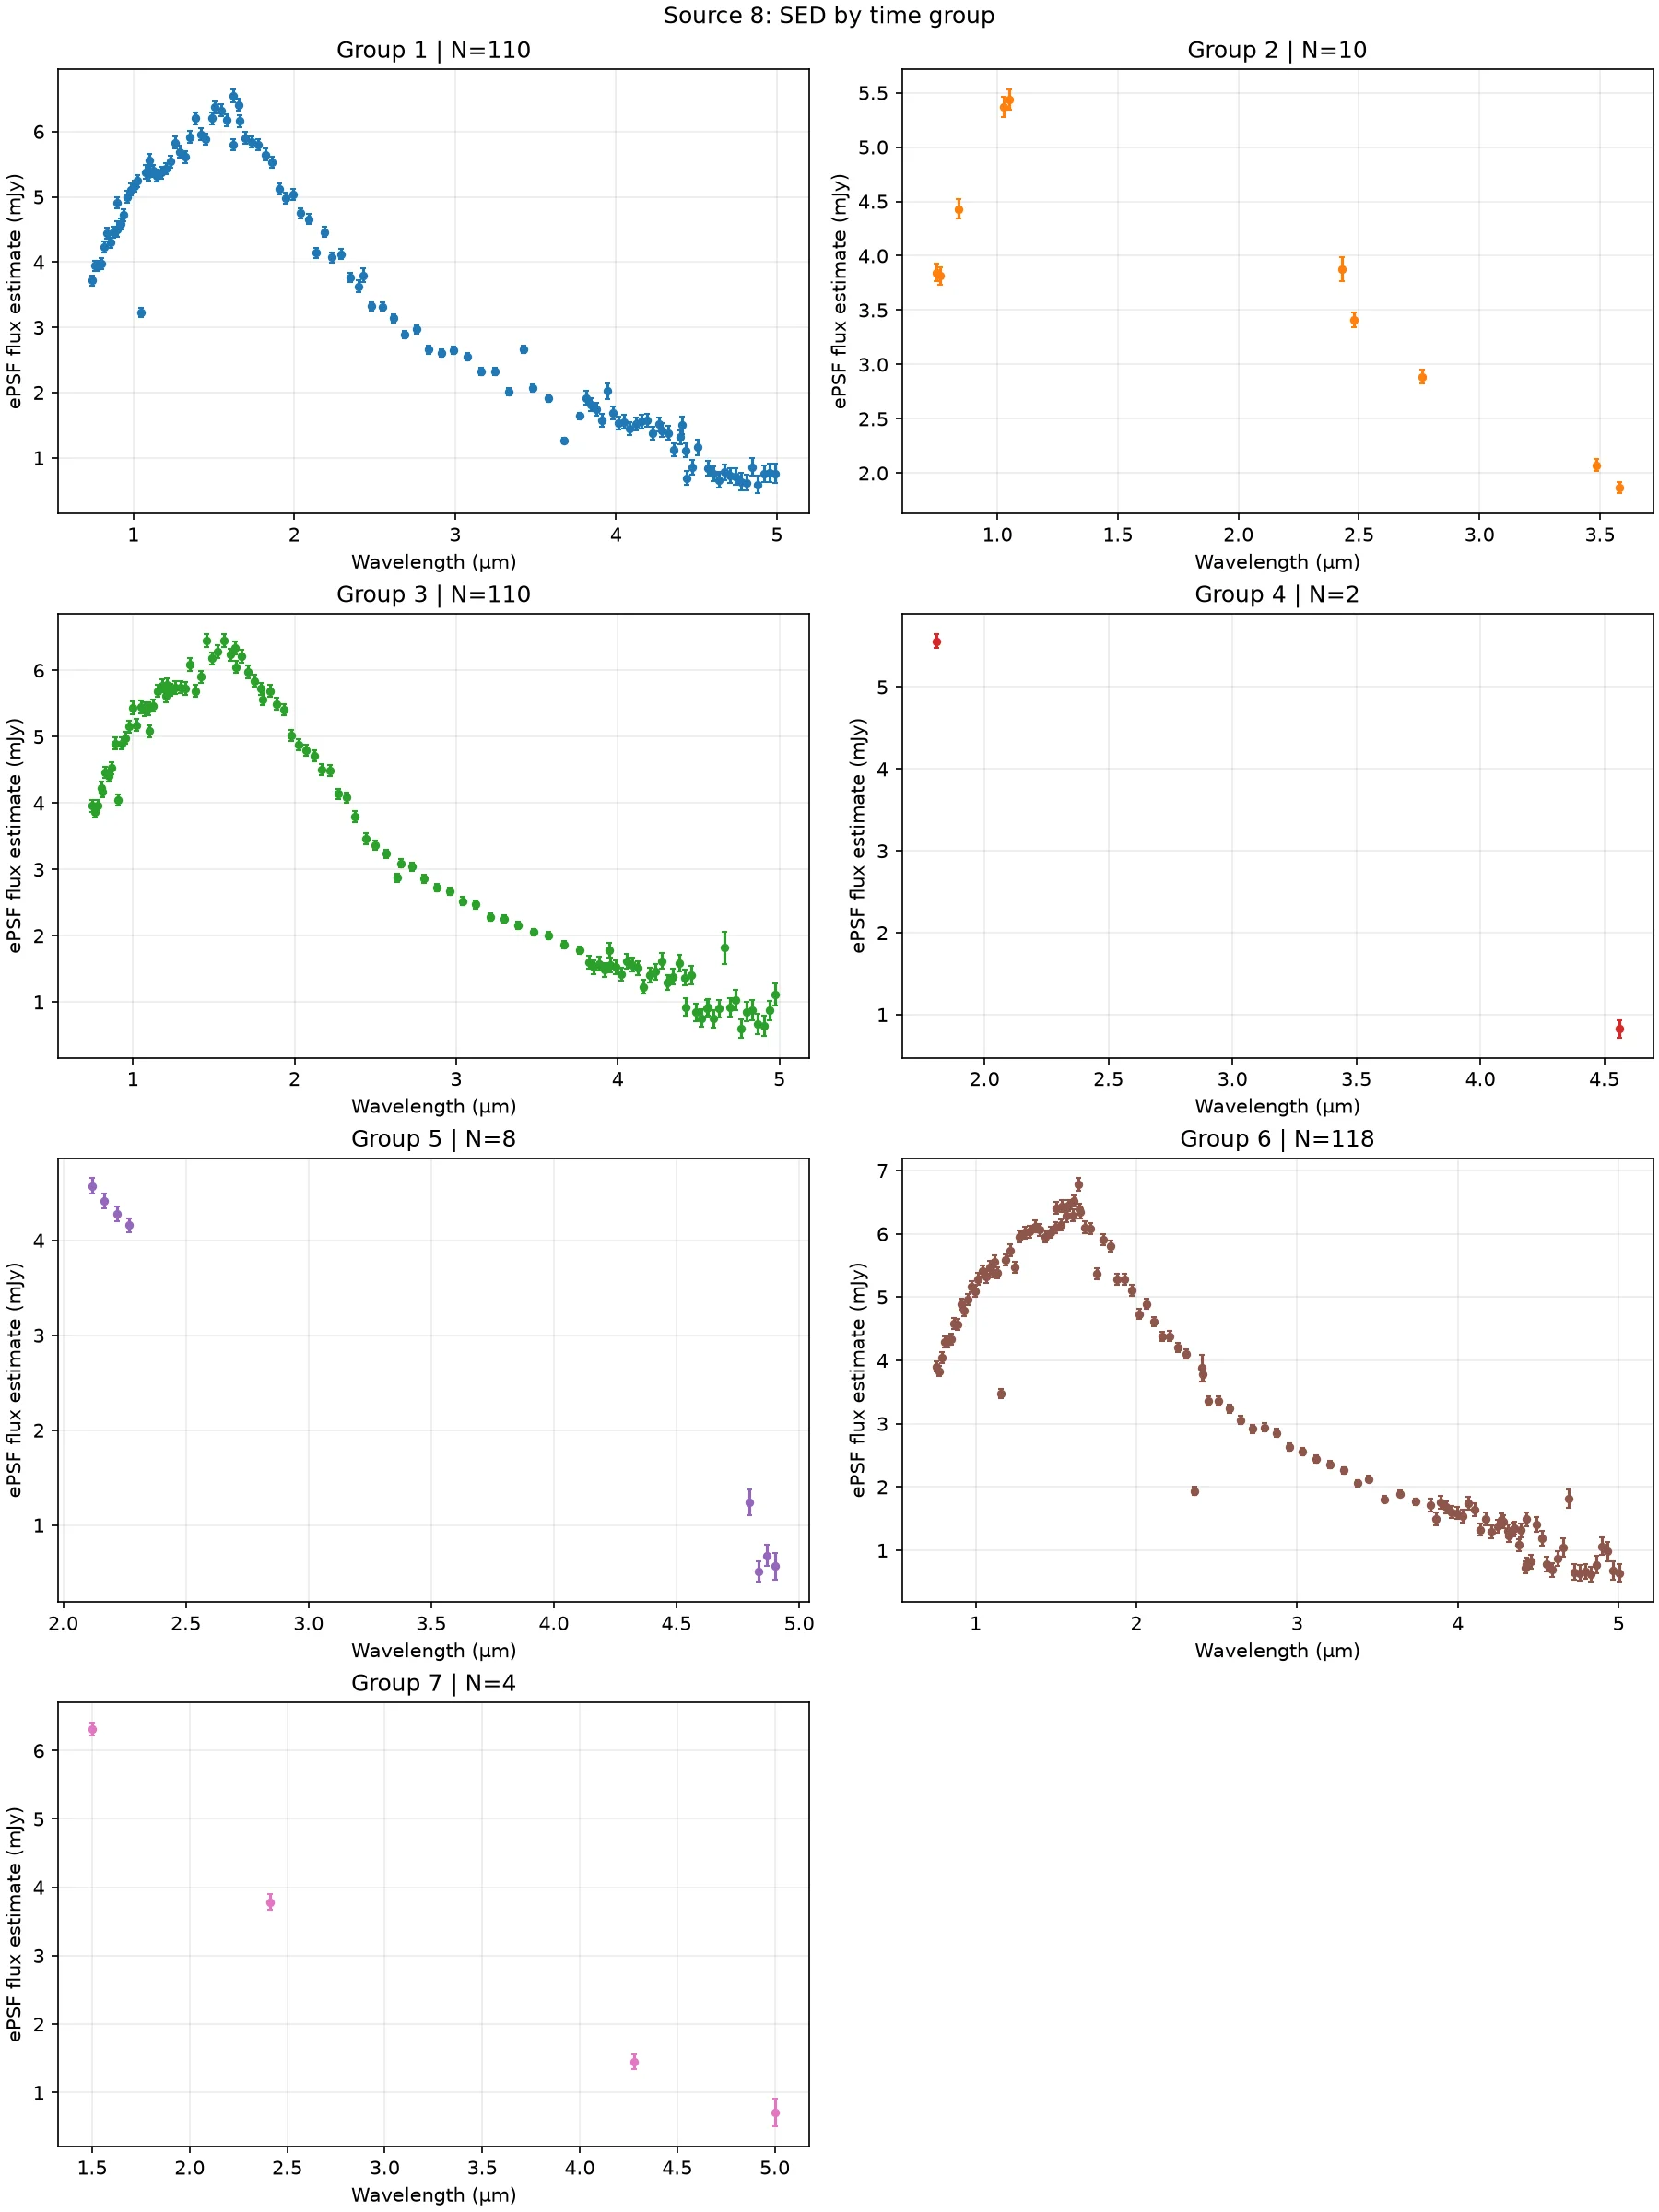 Source 8: SED by time group
Group 1 | N=110
ePSF flux estimate (mJy)
6
5
4
3
2
1
1 2 3 4 5
Wavelength (μm)
Group 2 | N=10
ePSF flux estimate (mJy)
5.5
5.0
4.5
4.0
3.5
3.0
2.5
2.0
1.0 1.5 2.0 2.5 3.0 3.5
Wavelength (μm)
Group 3 | N=110
ePSF flux estimate (mJy)
6
5
4
3
2
1
1 2 3 4 5
Wavelength (μm)
Group 4 | N=2
ePSF flux estimate (mJy)
5
4
3
2
1
2.0 2.5 3.0 3.5 4.0 4.5
Wavelength (μm)
Group 5 | N=8
ePSF flux estimate (mJy)
4
3
2
1
2.0 2.5 3.0 3.5 4.0 4.5 5.0
Wavelength (μm)
Group 6 | N=118
ePSF flux estimate (mJy)
7
6
5
4
3
2
1
1 2 3 4 5
Wavelength (μm)
Group 7 | N=4
ePSF flux estimate (mJy)
6
5
4
3
2
1
1.5 2.0 2.5 3.0 3.5 4.0 4.5 5.0
Wavelength (μm)